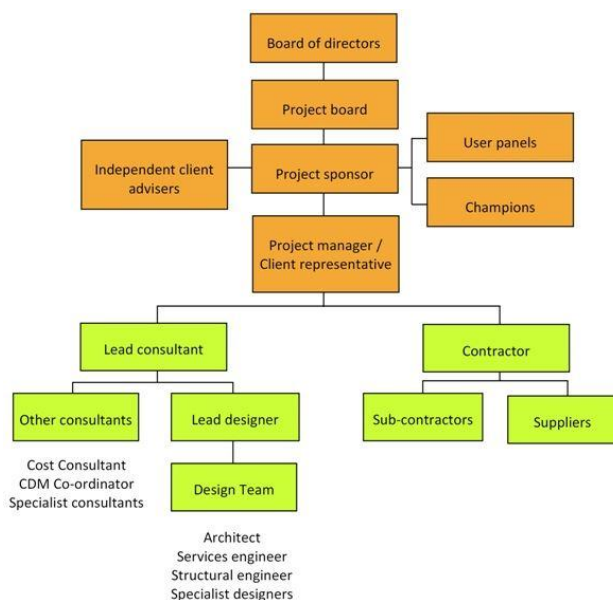 Board of directors
Project board
User panels
Independent client
advisers
Project sponsor
Champions
Project manager /
Client representative
Lead consultant
Contractor
Other consultants
Lead designer
Sub-contractors
Suppliers
Cost Consultant
CDM Co-ordinator
Specialist consultants
Design Team
Architect
Services engineer
Structural engineer
Specialist designers